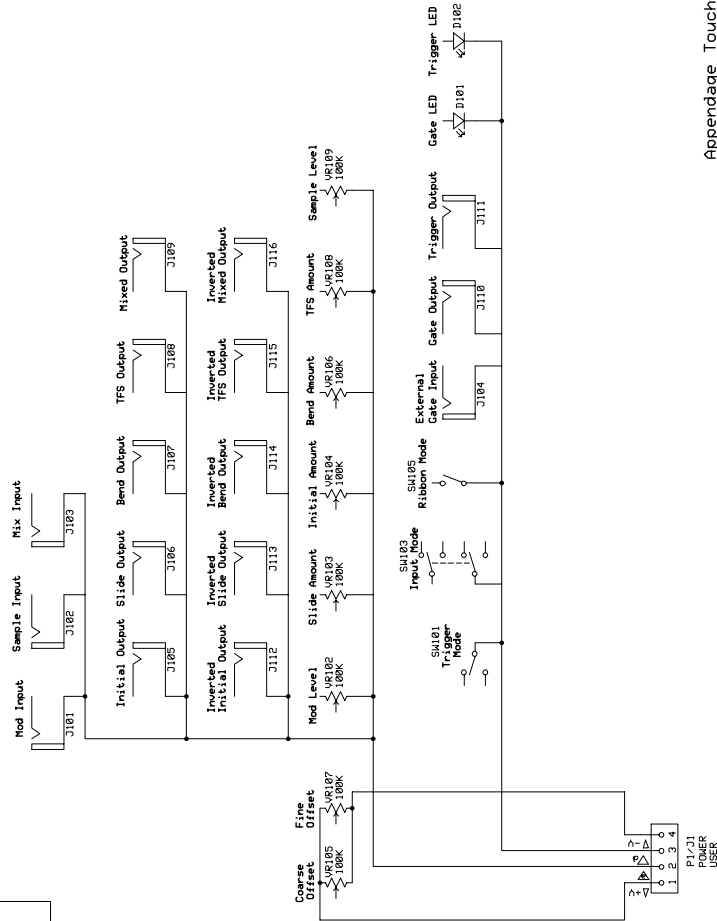 Mod Input
J101
Sample Input
J102
Mix Input
J103
Initial Output
J105
Slide Output
J106
Bend Output
J107
TFS Output
J108
Mixed Output
J109
Inverted
Initial Output
J112
Inverted
Slide Output
J113
Inverted
Bend Output
J114
Inverted
TFS Output
J115
Inverted
Mixed Output
J116
Coarse
Offset
VR105
100K
Fine
Offset
VR107
100K
Mod Level
VR102
100K
Slide Amount
VR103
100K
Initial Amount
VR104
100K
Bend Amount
VR106
100K
TFS Amount
VR108
100K
Sample Level
VR109
100K
SW101
Trigger
Mode
SW103
Input Mode
SW105
Ribbon Mode
External
Gate Input
J104
Gate Output
J110
Trigger Output
J111
Gate LED
D101
Trigger LED
D102
V+
V-
1 2 3 4
P1/J1
POWER
USER
Appendage Touch